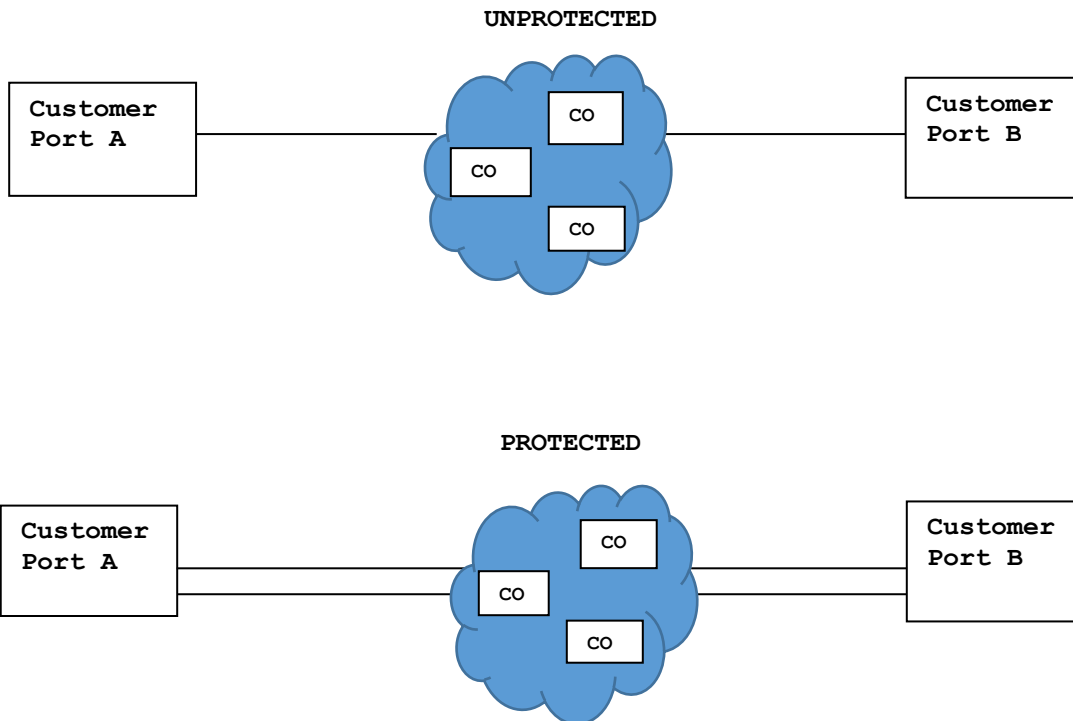 UNPROTECTED
Customer
Port A
CO
CO
CO
Customer
Port B
PROTECTED
Customer
Port A
CO
CO
CO
Customer
Port B